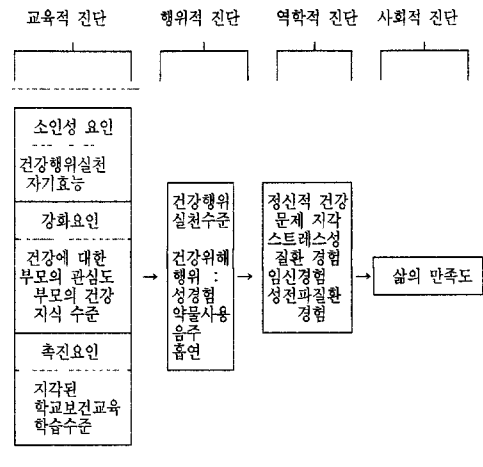 교육적 진단
행위적 진단
역학적 진단
사회적 진단
소인성 요인
건강행위실천
자기효능
강화요인
건강에 대한
부모의 관심도
부모의 건강
지식 수준
촉진요인
지각된
학교보건교육
학습수준
건강행위
실천수준
건강위해
행위 :
성경험
약물사용
음주
흡연
정신적 건강
문제 지각
스트레스성
질환 경험
임신경험
성전파질환
경험
삶의 만족도